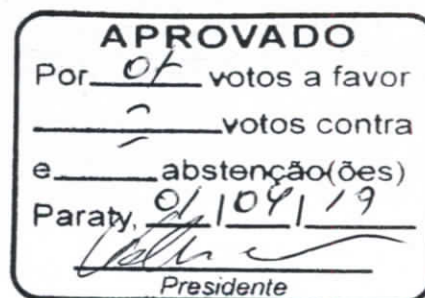 APROVADO
Por 07 votos a favor
- votos contra
e abstenção(ões)
Paraty, 01/04/19
Presidente